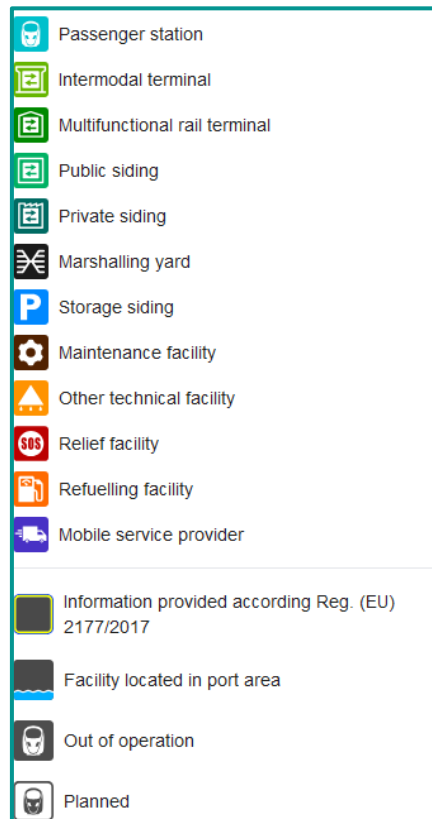 Passenger station
Intermodal terminal
Multifunctional rail terminal
Public siding
Private siding
Marshalling yard
P Storage siding
Maintenance facility
Other technical facility
SOS Relief facility
Refuelling facility
Mobile service provider
Information provided according Reg. (EU)
2177/2017
Facility located in port area
Out of operation
Planned